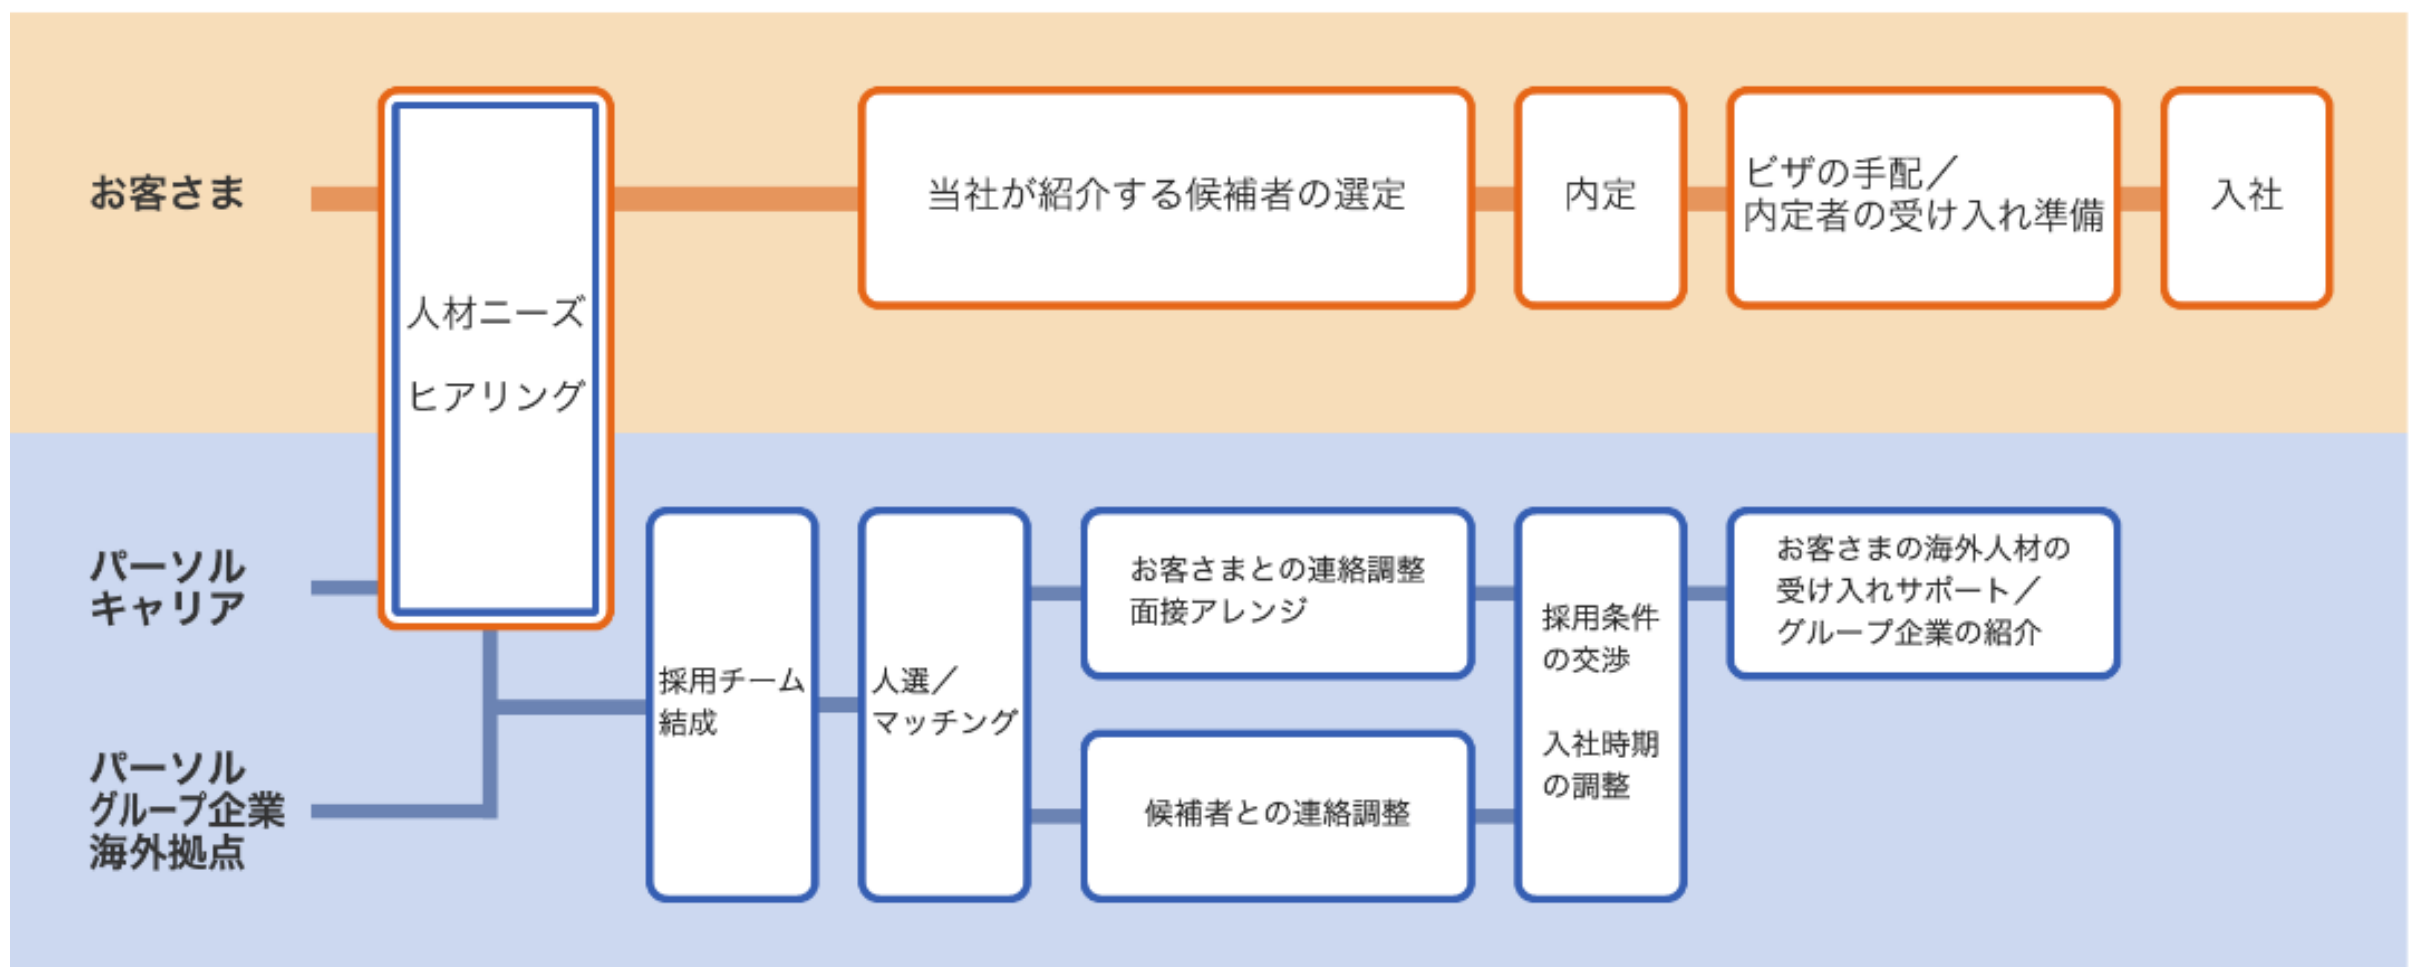 お客さま
人材ニーズ
ヒアリング
当社が紹介する候補者の選定
内定
ビザの手配／
内定者の受け入れ準備
入社
パーソル
キャリア
パーソル
グループ企業
海外拠点
採用チーム
結成
人選／
マッチング
お客さまとの連絡調整
面接アレンジ
候補者との連絡調整
採用条件
の交渉
入社時期
の調整
お客さまの海外人材の
受け入れサポート／
グループ企業の紹介